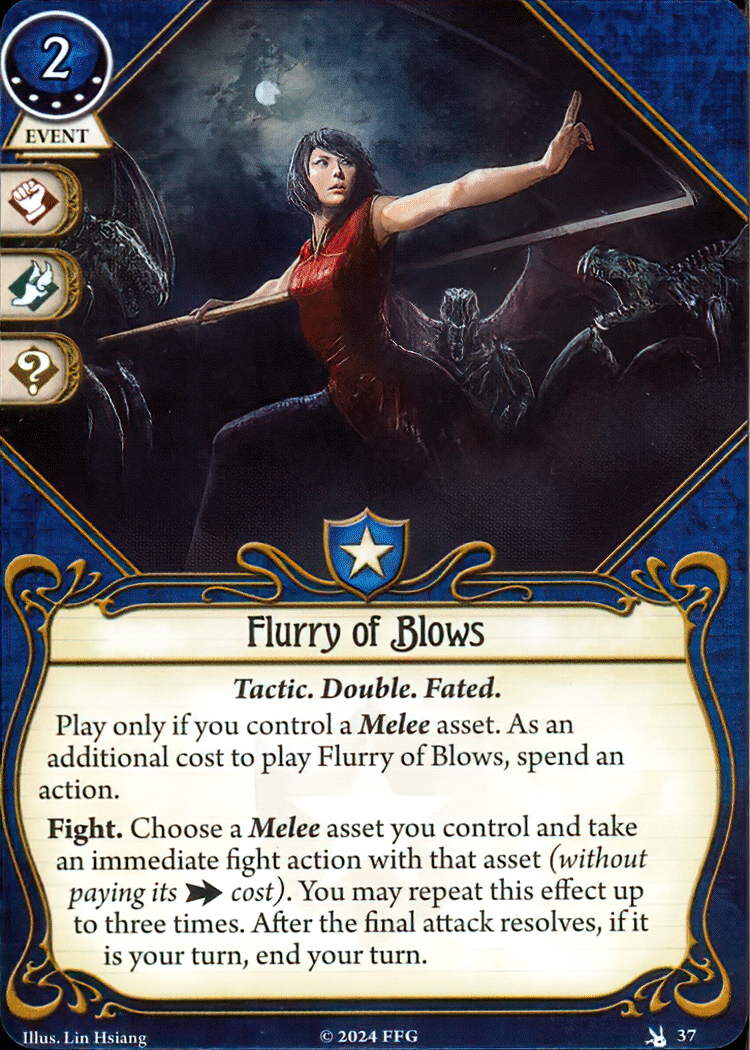 2
EVENT
?
Flurry of Blows
Tactic. Double. Fated.
Play only if you control a Melee asset. As an
additional cost to play Flurry of Blows, spend an
action.
Fight. Choose a Melee asset you control and take
an immediate fight action with that asset (without
paying its cost). You may repeat this effect up
to three times. After the final attack resolves, if it
is your turn, end your turn.
Illus. Lin Hsiang
© 2024 FFG
37